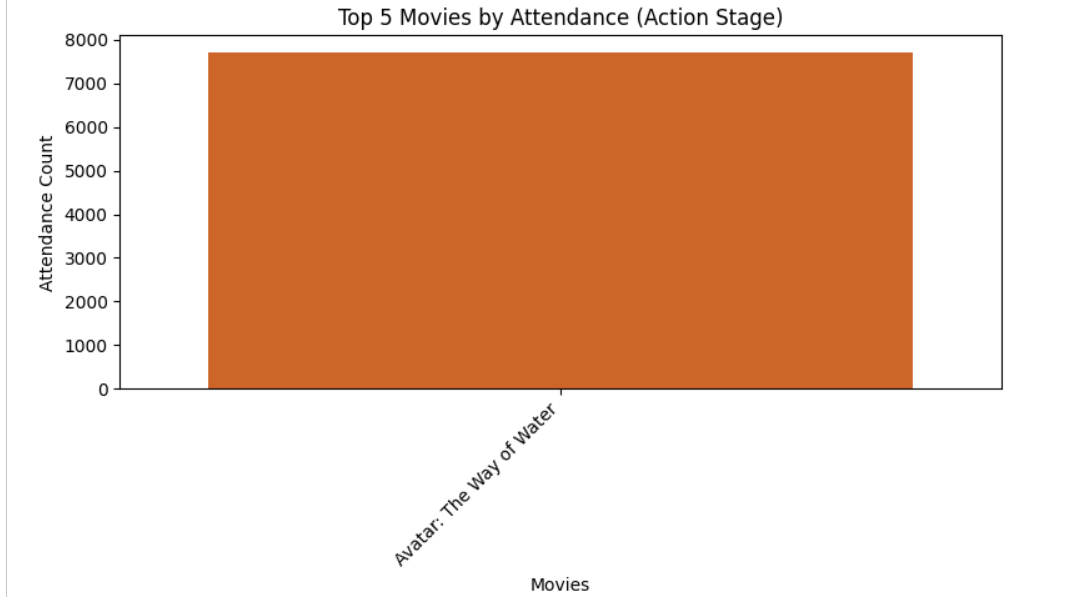 Top 5 Movies by Attendance (Action Stage)
8000
7000
6000
5000
4000
3000
2000
1000
0
Attendance Count
Avatar: The Way of Water
Movies